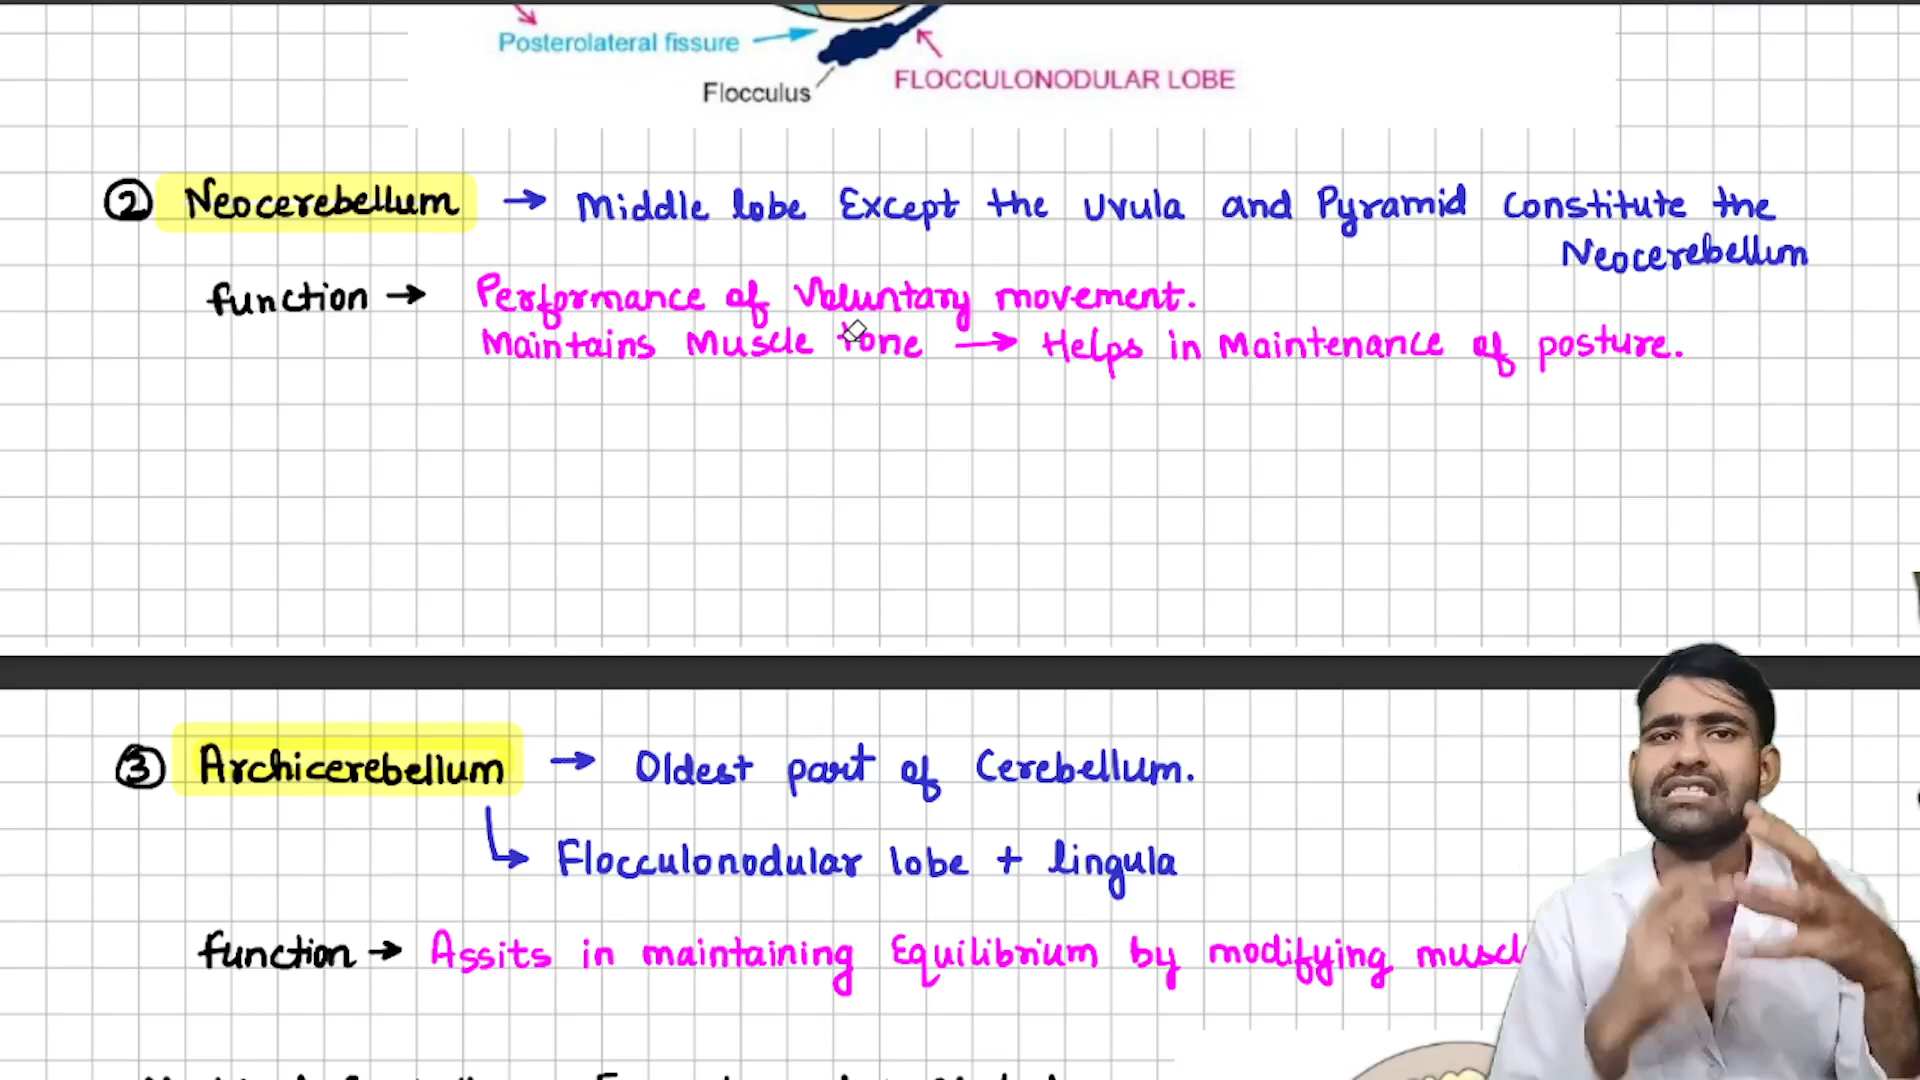 Posterolateral fissure
FLOCCULONODULAR LOBE
Flocculus
② Neocerebellum → Middle lobe Except the Uvula and Pyramid Constitute the
Neocerebellum
function → Performance of Voluntary movement.
Maintains Muscle tone → Helps in Maintenance of posture.
③ Archicerebellum → Oldest part of Cerebellum.
Flocculonodular lobe + lingula
function → Assits in maintaining Equilibrium by modifying muscl